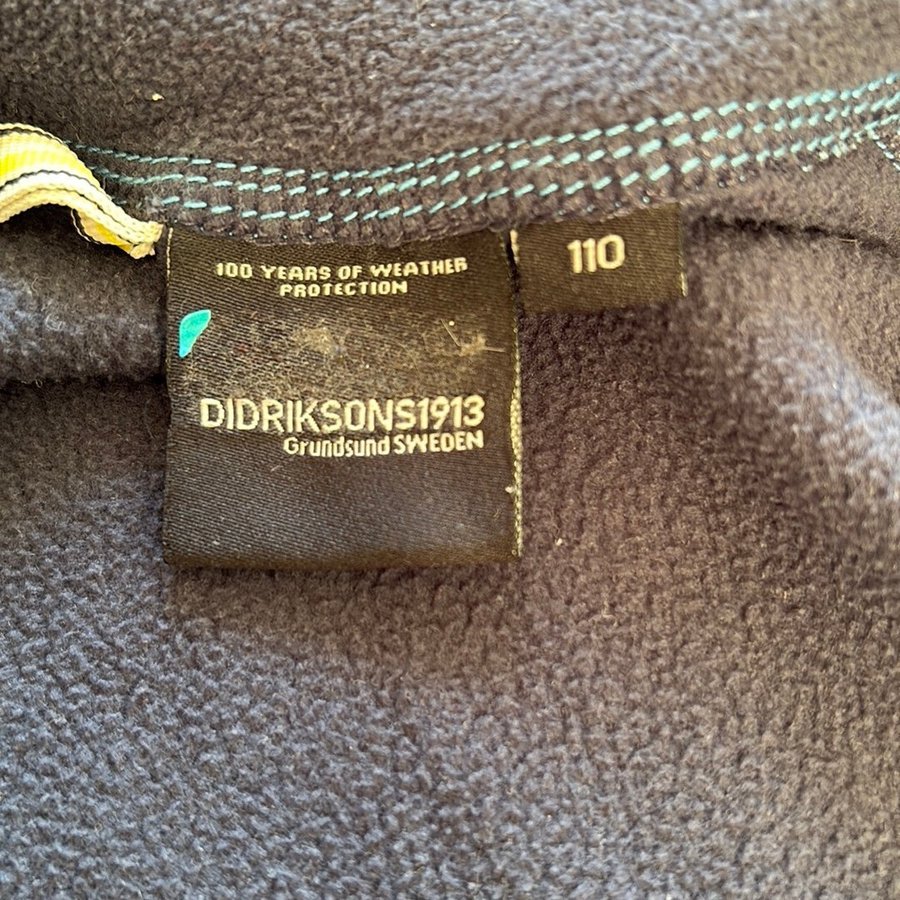 100 YEARS OF WEATHER
PROTECTION
DIDRIKSONS1913
Grundsund SWEDEN
110